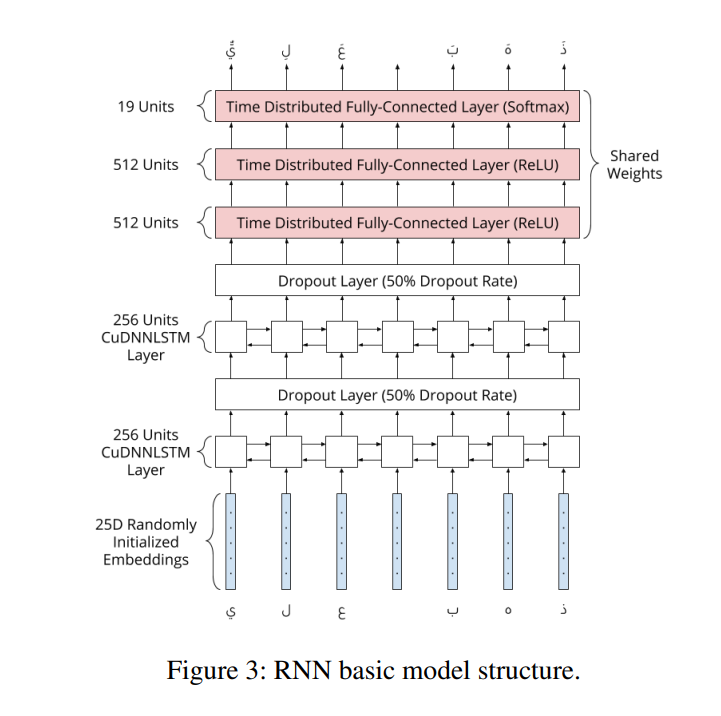 ذَ هَ بَ عَ لِ يٌّ
19 Units
Time Distributed Fully-Connected Layer (Softmax)
512 Units
Time Distributed Fully-Connected Layer (ReLU)
Shared
Weights
512 Units
Time Distributed Fully-Connected Layer (ReLU)
Dropout Layer (50% Dropout Rate)
256 Units
CuDNNLSTM
Layer
Dropout Layer (50% Dropout Rate)
256 Units
CuDNNLSTM
Layer
25D Randomly
Initialized
Embeddings
ذ ه ب ع ل ي
Figure 3: RNN basic model structure.